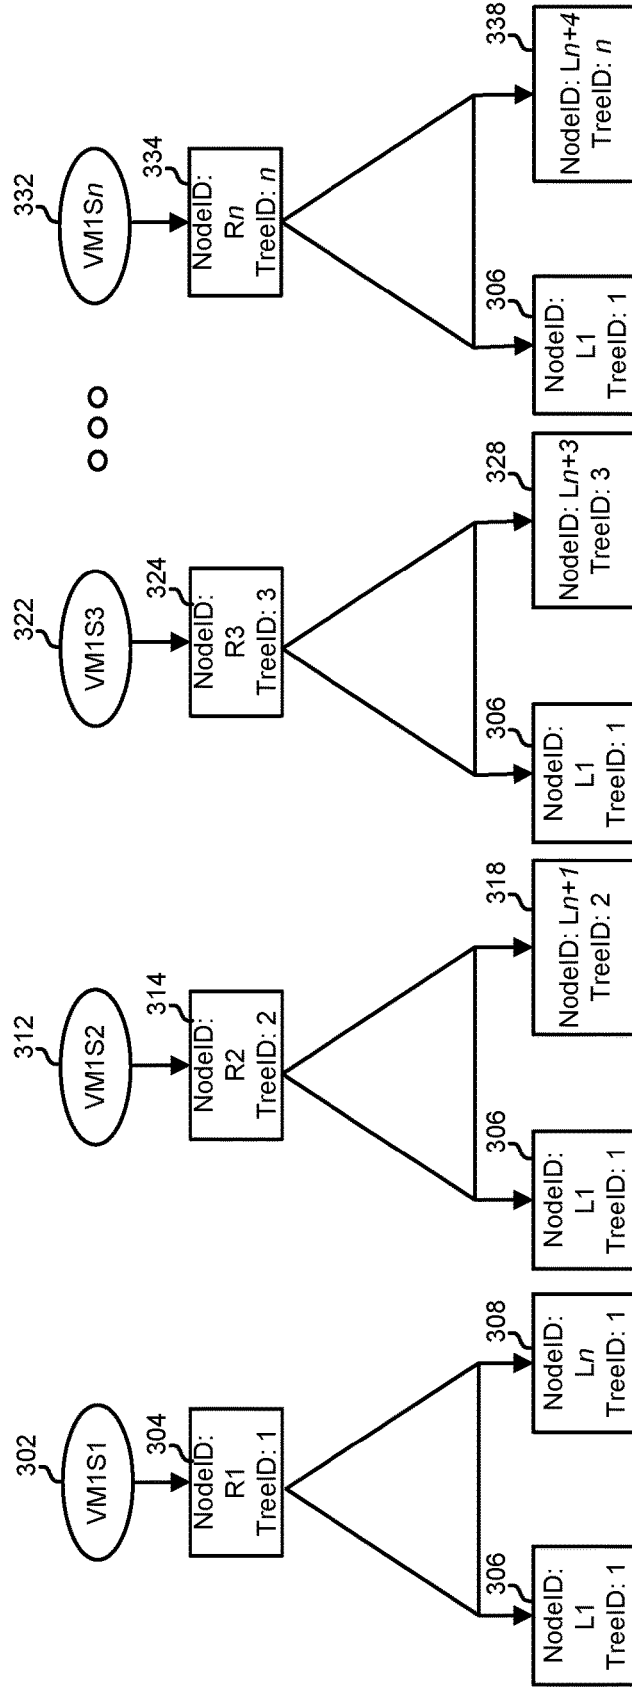 302
VM1S1
304
NodeID:
R1
TreeID: 1
306
NodeID:
L1
TreeID: 1
308
NodeID:
Ln
TreeID: 1
312
VM1S2
314
NodeID:
R2
TreeID: 2
306
NodeID:
L1
TreeID: 1
318
NodeID: Ln+1
TreeID: 2
322
VM1S3
324
NodeID:
R3
TreeID: 3
306
NodeID:
L1
TreeID: 1
328
NodeID: Ln+3
TreeID: 3
332
VM1Sn
334
NodeID:
Rn
TreeID: n
306
NodeID:
L1
TreeID: 1
338
NodeID: Ln+4
TreeID: n